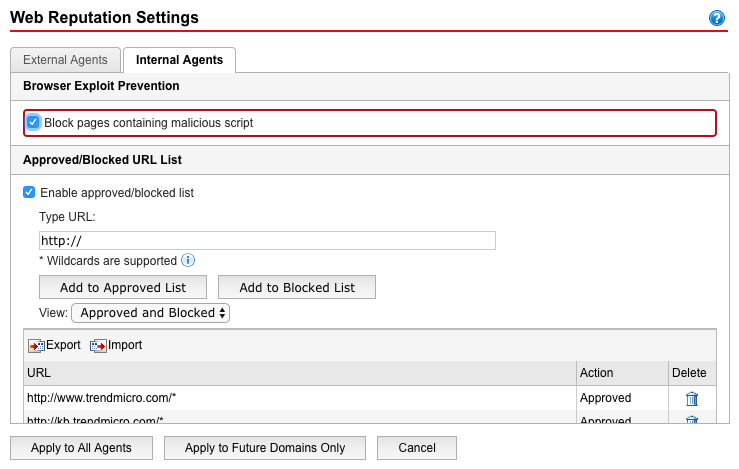 Web Reputation Settings
?
External Agents Internal Agents
Browser Exploit Prevention
Block pages containing malicious script
Approved/Blocked URL List
Enable approved/blocked list
Type URL:
http://
* Wildcards are supported i
Add to Approved List Add to Blocked List
View: Approved and Blocked
Export Import
URL Action Delete
http://www.trendmicro.com/* Approved
http://kb.trendmicro.com/* Approved
Apply to All Agents Apply to Future Domains Only Cancel